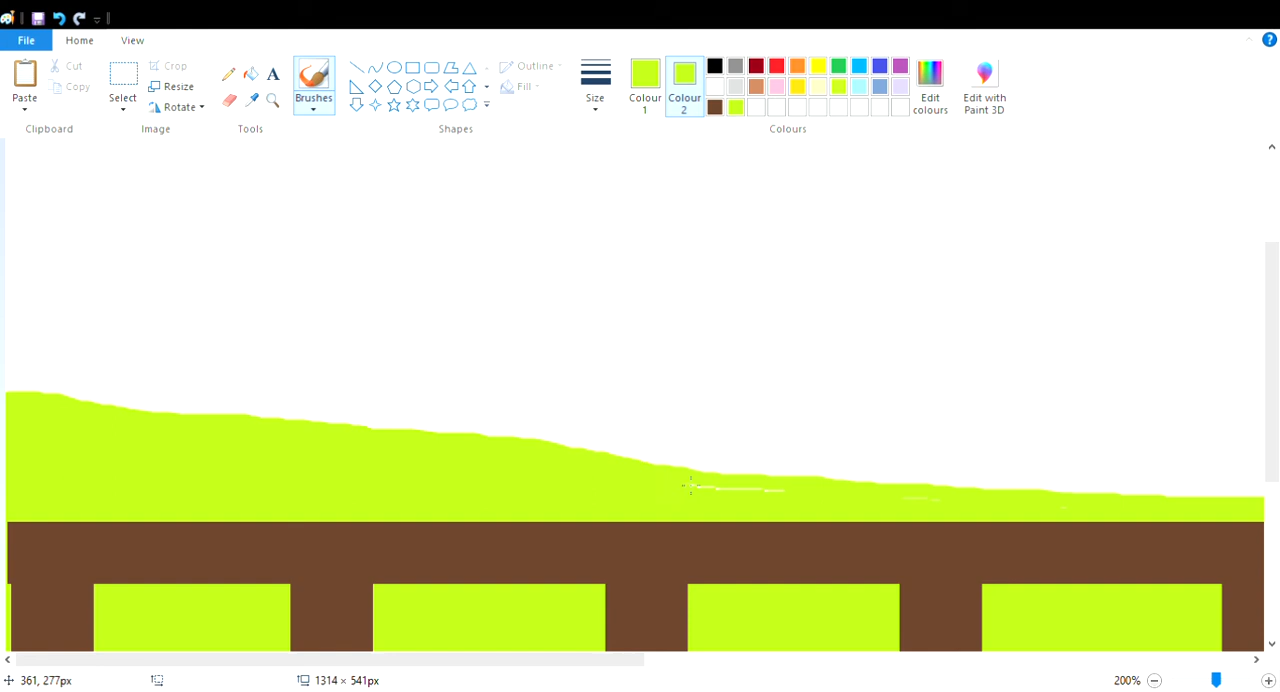 File Home View
Paste Cut Copy
Clipboard
Select Crop Resize Rotate
Image
A
Tools
Brushes
Shapes
Outline
Fill
Size
Colour 1
Colour 2
Colours
Edit colours
Edit with Paint 3D
?
361, 277px
1314 × 541px
200%